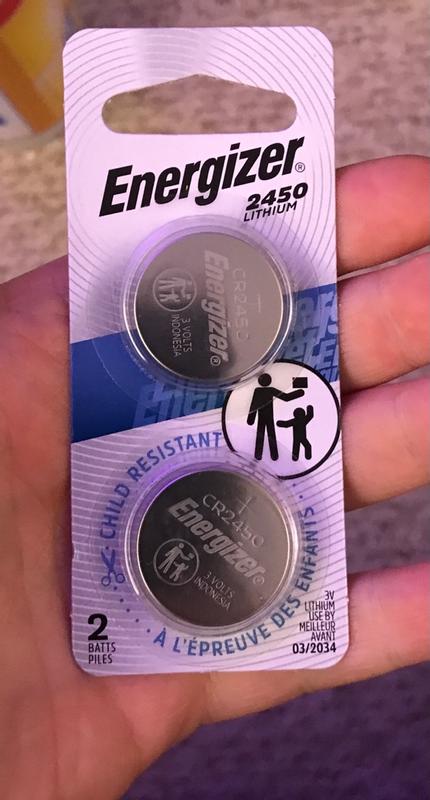 Energizer®
2450
LITHIUM
CR2450
Energizer®
3 VOLTS
INDONESIA
CHILD RESISTANT
CR2450
Energizer®
3 VOLTS
INDONESIA
À L'ÉPREUVE DES ENFANTS
2
BATTS
PILES
3V
LITHIUM
USE BY
MEILLEUR
AVANT
03/2034